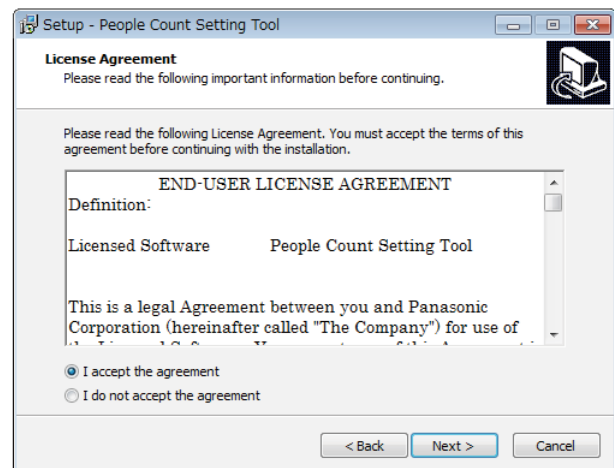 Setup - People Count Setting Tool
License Agreement
Please read the following important information before continuing.
Please read the following License Agreement. You must accept the terms of this
agreement before continuing with the installation.
END-USER LICENSE AGREEMENT
Definition:
Licensed Software People Count Setting Tool
This is a legal Agreement between you and Panasonic
Corporation (hereinafter called "The Company") for use of
I accept the agreement
I do not accept the agreement
< Back Next > Cancel